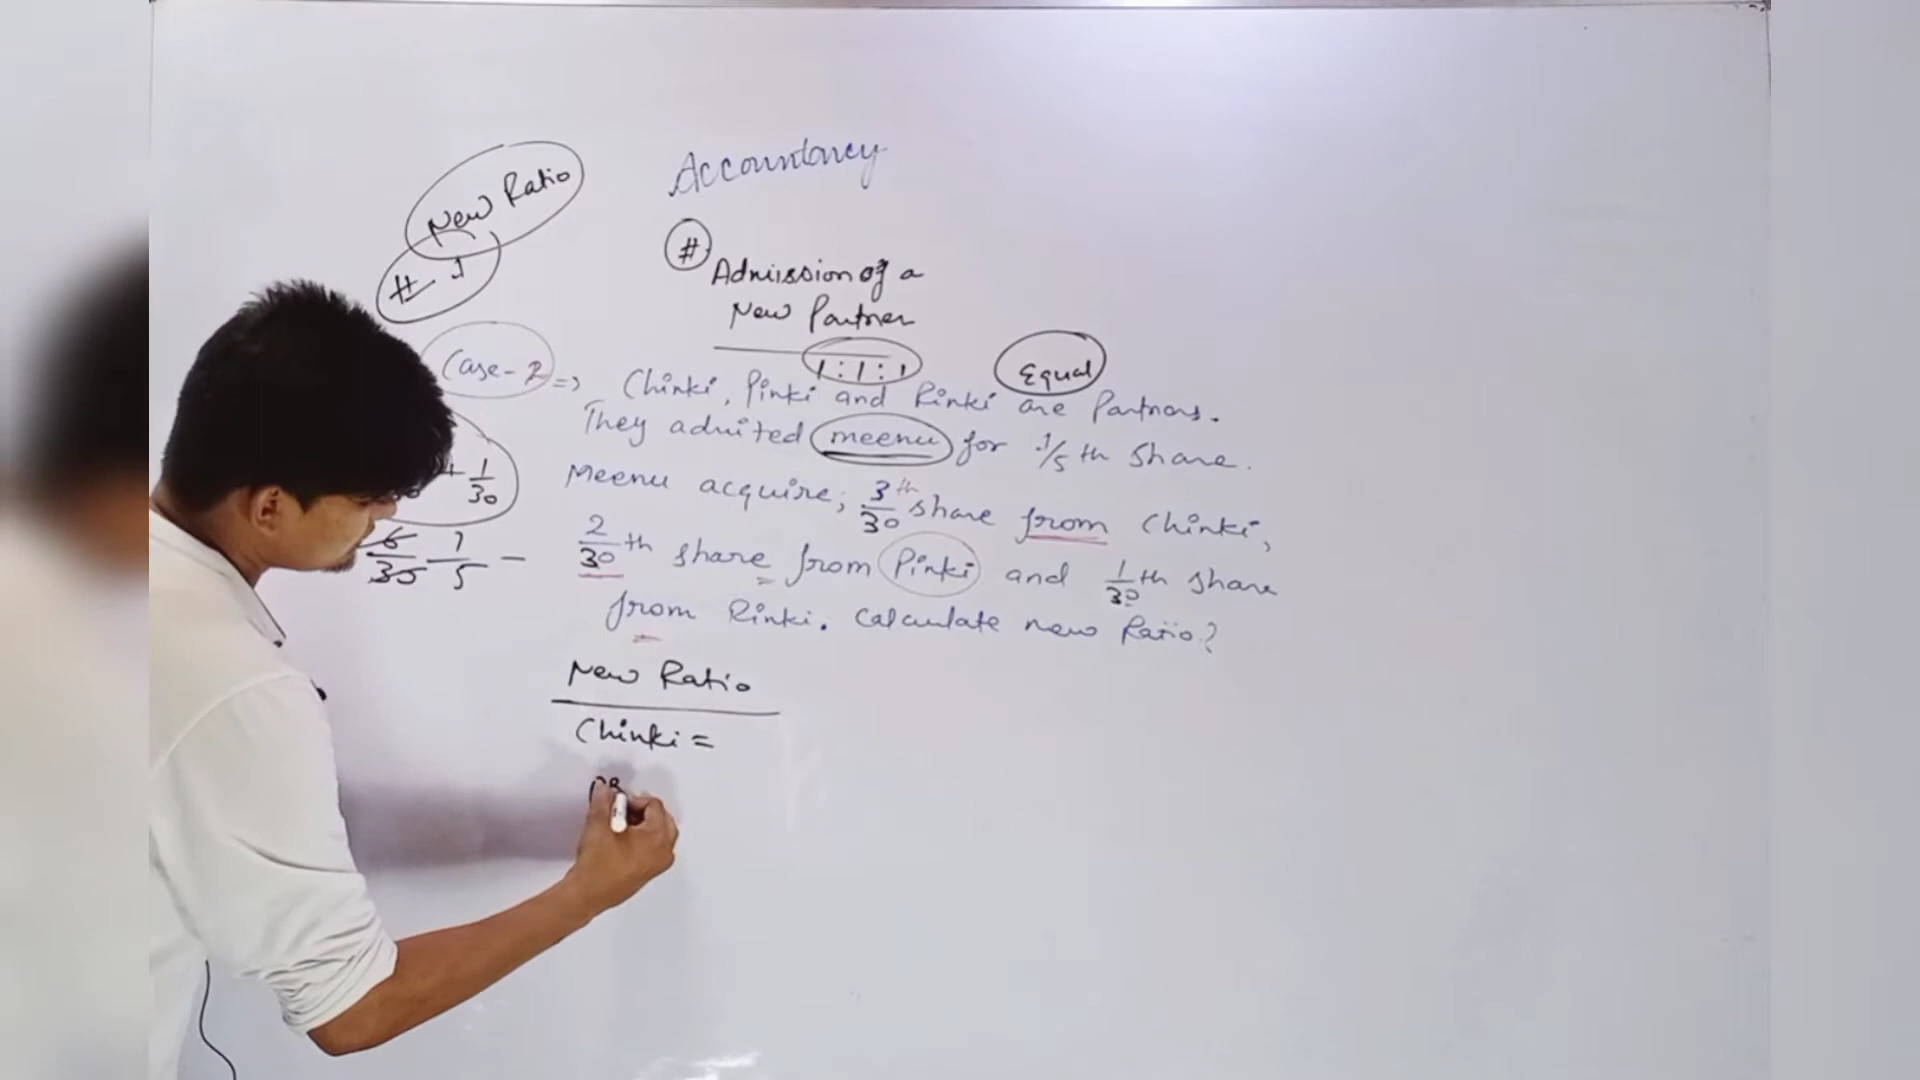 New Ratio
# 1
Accountancy
#
Admission of a
New Partner
1:1:1
Equal
Case-2 => Chinki, Pinki and Rinki are Partners.
They admited meenu for 1/5 th share.
Meenu acquire; 3/30 th share from Chinki,
2/30 th share from Pinki and 1/30 th share
from Rinki. Calculate new Ratio?
+ 1/30
6/30 1/5 -
New Ratio
Chinki =